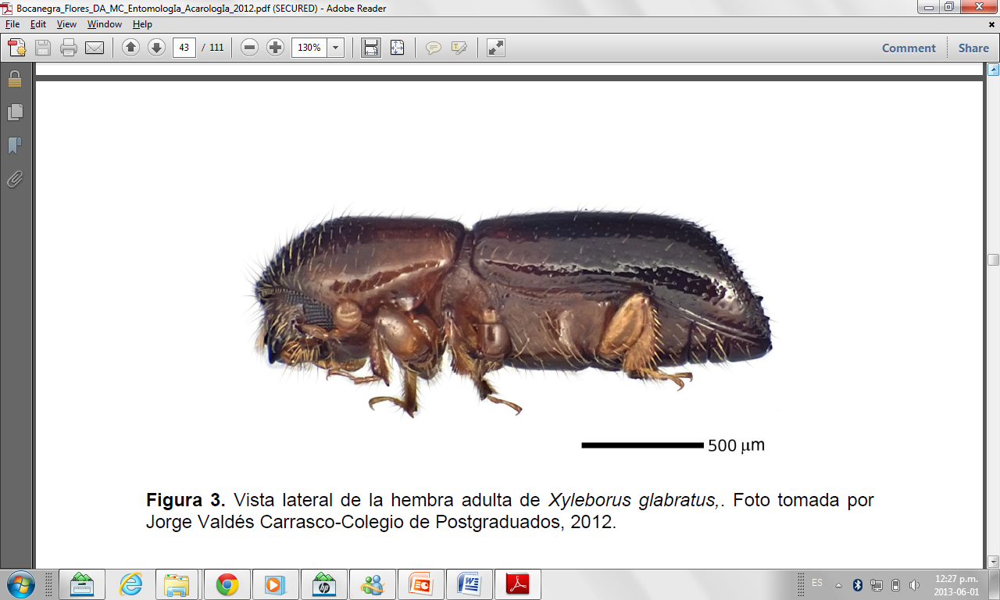 Bocanegra_Flores_DA_MC_EntomologIa_AcarologIa_2012.pdf (SECURED) - Adobe Reader
File Edit View Window Help
43 / 111 130% Comment Share
500 µm
Figura 3. Vista lateral de la hembra adulta de Xyleborus glabratus,. Foto tomada por
Jorge Valdés Carrasco-Colegio de Postgraduados, 2012.
ES 12:27 p.m.
2013-06-01